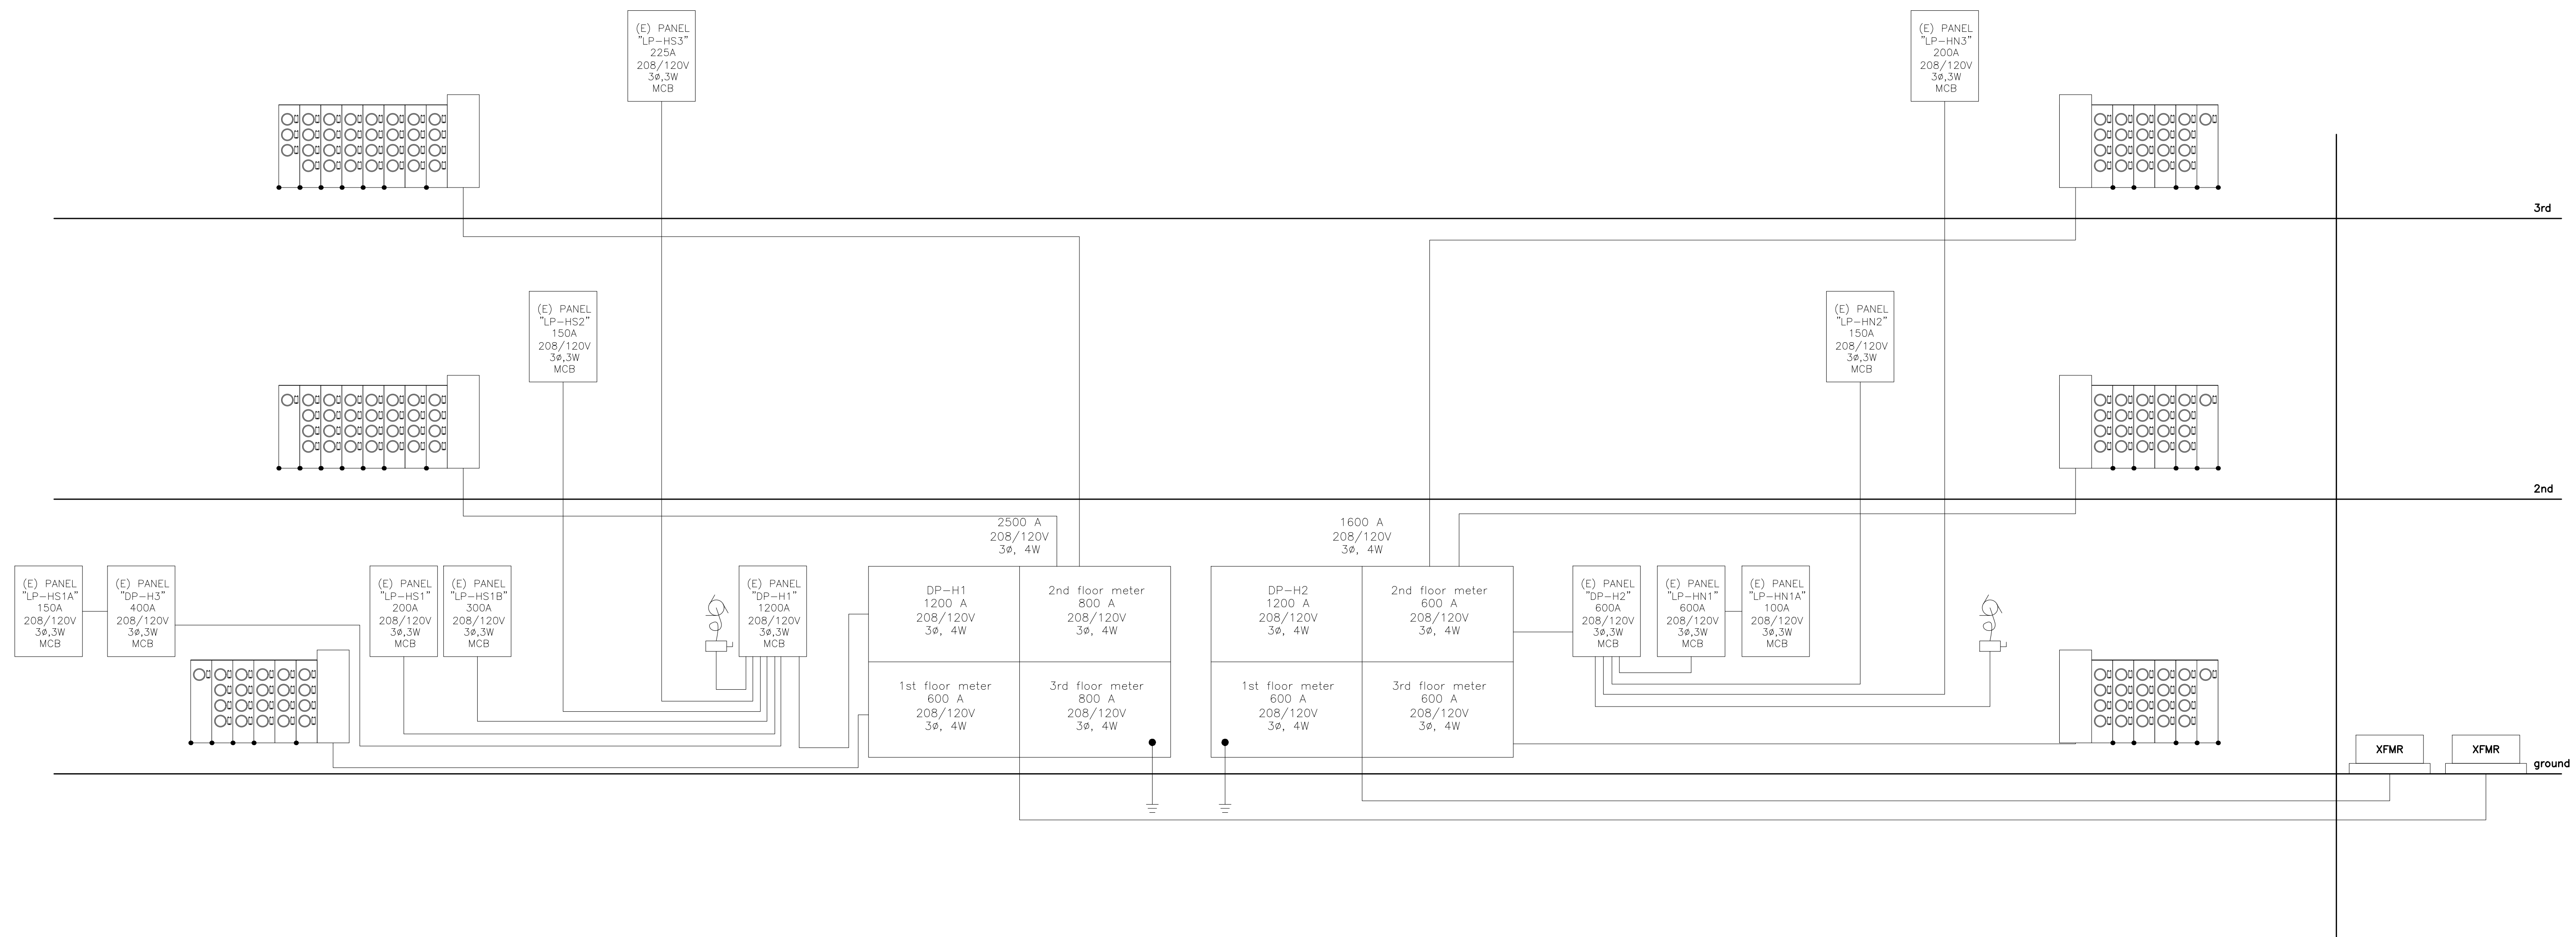 (E) PANEL
"LP-HS3"
225A
208/120V
3ø,3W
MCB
(E) PANEL
"LP-HN3"
200A
208/120V
3ø,3W
MCB
3rd
(E) PANEL
"LP-HS2"
150A
208/120V
3ø,3W
MCB
(E) PANEL
"LP-HN2"
150A
208/120V
3ø,3W
MCB
2nd
2500 A
208/120V
3ø, 4W
1600 A
208/120V
3ø, 4W
(E) PANEL
"LP-HS1A"
150A
208/120V
3ø,3W
MCB
(E) PANEL
"DP-H3"
400A
208/120V
3ø,3W
MCB
(E) PANEL
"LP-HS1"
200A
208/120V
3ø,3W
MCB
(E) PANEL
"LP-HS1B"
300A
208/120V
3ø,3W
MCB
(E) PANEL
"DP-H1"
1200A
208/120V
3ø,3W
MCB
DP-H1
1200 A
208/120V
3ø, 4W
2nd floor meter
800 A
208/120V
3ø, 4W
1st floor meter
600 A
208/120V
3ø, 4W
3rd floor meter
800 A
208/120V
3ø, 4W
DP-H2
1200 A
208/120V
3ø, 4W
2nd floor meter
600 A
208/120V
3ø, 4W
1st floor meter
600 A
208/120V
3ø, 4W
3rd floor meter
600 A
208/120V
3ø, 4W
(E) PANEL
"DP-H2"
600A
208/120V
3ø,3W
MCB
(E) PANEL
"LP-HN1"
600A
208/120V
3ø,3W
MCB
(E) PANEL
"LP-HN1A"
100A
208/120V
3ø,3W
MCB
XFMR
XFMR
ground